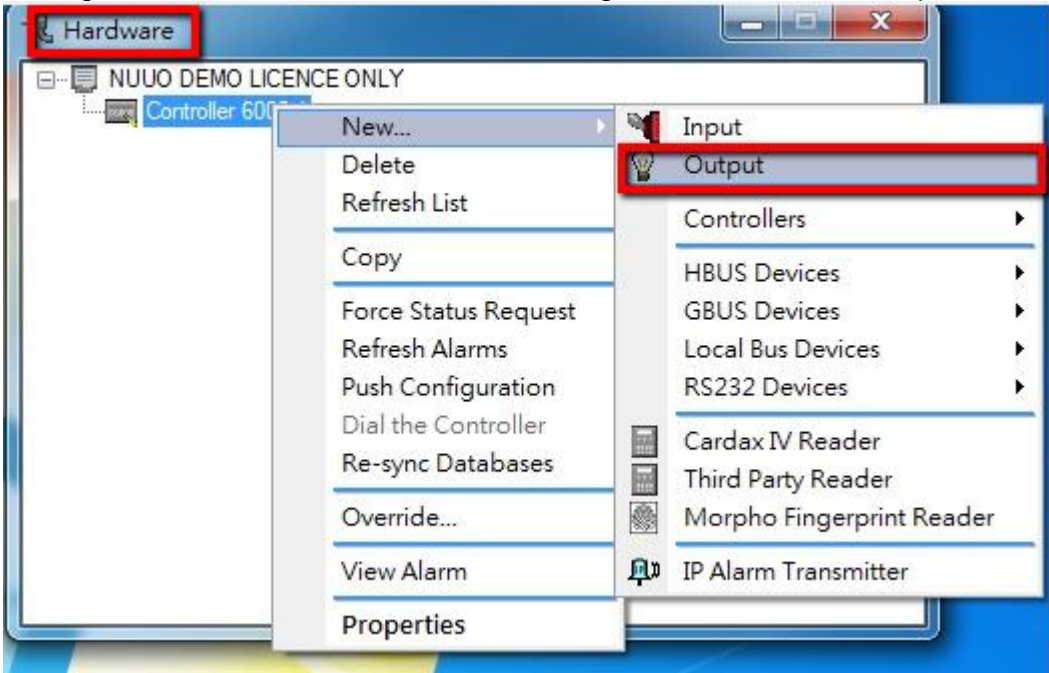 Hardware
X
NUUO DEMO LICENCE ONLY
Controller
New...
Delete
Refresh List
Copy
Force Status Request
Refresh Alarms
Push Configuration
Dial the Controller
Re-sync Databases
Override...
View Alarm
Properties
Input
Output
Controllers
HBUS Devices
GBUS Devices
Local Bus Devices
RS232 Devices
Cardax IV Reader
Third Party Reader
Morpho Fingerprint Reader
IP Alarm Transmitter